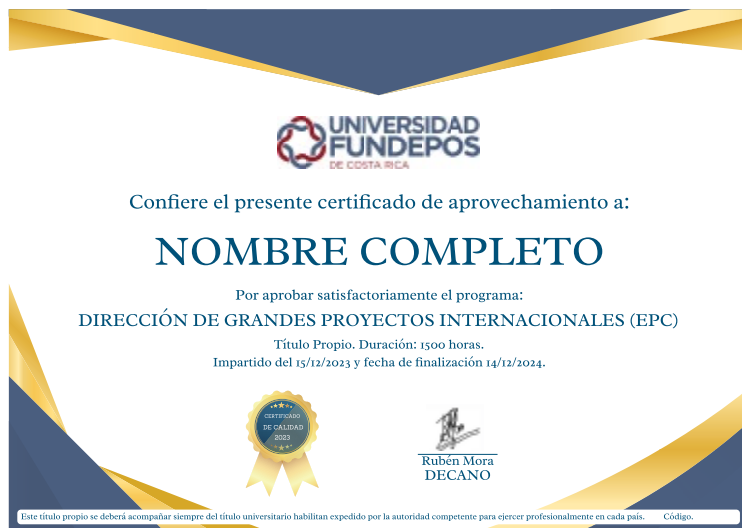 UNIVERSIDAD
FUNDEPOS
DE COSTA RICA
Confiere el presente certificado de aprovechamiento a:
NOMBRE COMPLETO
Por aprobar satisfactoriamente el programa:
DIRECCIÓN DE GRANDES PROYECTOS INTERNACIONALES (EPC)
Título Propio. Duración: 1500 horas.
Impartido del 15/12/2023 y fecha de finalización 14/12/2024.
CERTIFICADO
DE CALIDAD
2023
Rubén Mora
DECANO
Este título propio se deberá acompañar siempre del título universitario habilitan expedido por la autoridad competente para ejercer profesionalmente en cada país. Código.